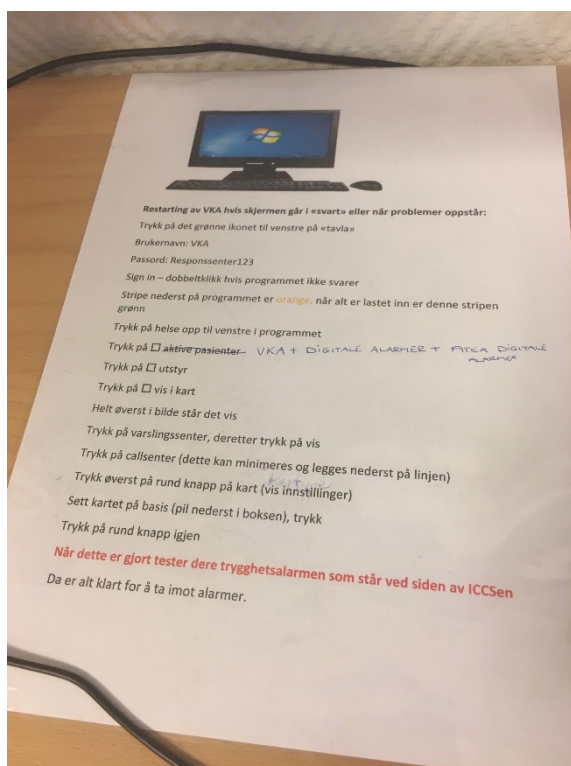 Restarting av VKA hvis skjermen går i «svart» eller når problemer oppstår:
Trykk på det grønne ikonet til venstre på «tavla»
Brukernavn: VKA
Passord: Responssenter123
Sign in – dobbeltklikk hvis programmet ikke svarer
Stripe nederst på programmet er orange, når alt er lastet inn er denne stripen
grønn
Trykk på helse opp til venstre i programmet
Trykk på ☐ aktive pasienter VKA + DIGITALE ALARMER + ATEA DIGITALE
ALARMER
Trykk på ☐ utstyr
Trykk på ☐ vis i kart
Helt øverst i bilde står det vis
Trykk på varslingssenter, deretter trykk på vis
Trykk på callsenter (dette kan minimeres og legges nederst på linjen)
Trykk øverst på rund knapp på kart (vis innstillinger)
Sett kartet på basis (pil nederst i boksen), trykk
Trykk på rund knapp igjen
Når dette er gjort tester dere trygghetsalarmen som står ved siden av ICCSen
Da er alt klart for å ta imot alarmer.